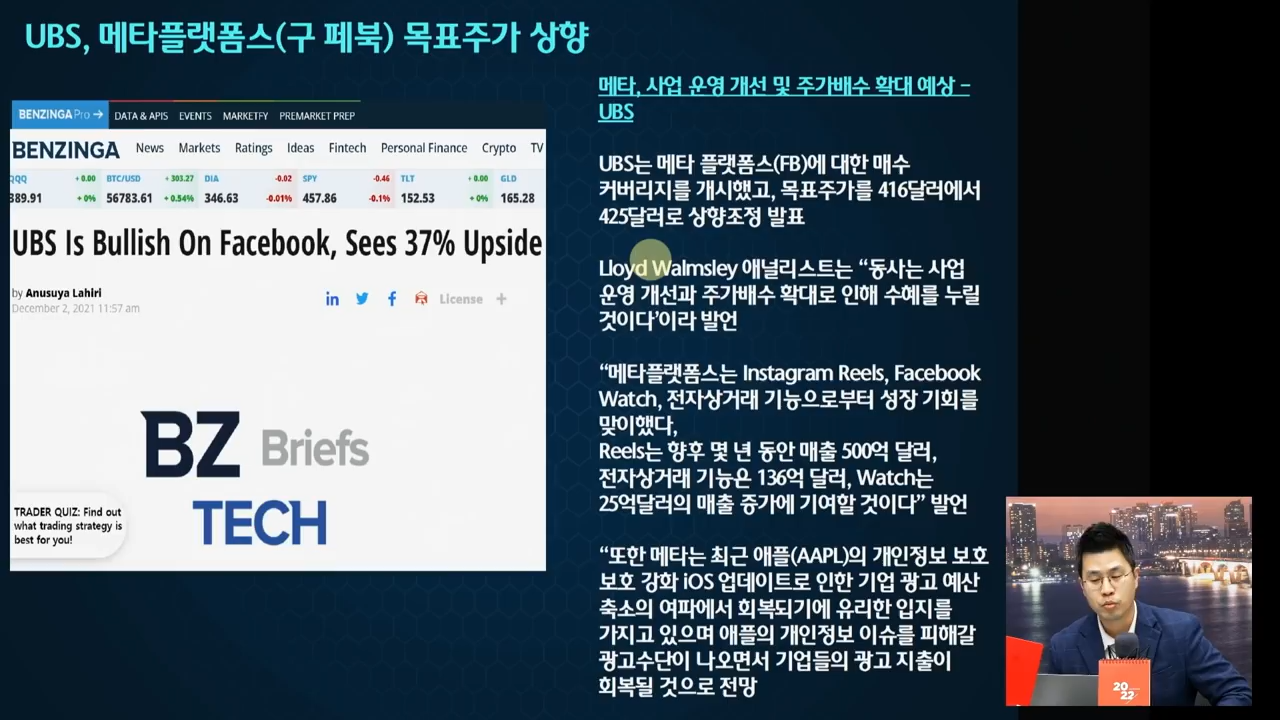 UBS, 메타플랫폼스(구 페북) 목표주가 상향
BENZINGA Pro → DATA & APIS EVENTS MARKETFY PREMARKET PREP
BENZINGA News Markets Ratings Ideas Fintech Personal Finance Crypto TV
QQQ + 0.00 BTC/USD + 303.27 DIA -0.02 SPY -0.46 TLT + 0.00 GLD
389.91 + 0% 56783.61 + 0.54% 346.63 -0.01% 457.86 -0.1% 152.53 + 0% 165.28
UBS Is Bullish On Facebook, Sees 37% Upside
by Anusuya Lahiri
December 2, 2021 11:57 am
License +
BZ Briefs
TECH
TRADER QUIZ: Find out
what trading strategy is
best for you!
메타, 사업 운영 개선 및 주가배수 확대 예상 –
UBS
UBS는 메타 플랫폼스(FB)에 대한 매수
커버리지를 개시했고, 목표주가를 416달러에서
425달러로 상향조정 발표
Lloyd Walmsley 애널리스트는 “동사는 사업
운영 개선과 주가배수 확대로 인해 수혜를 누릴
것이다’이라 발언
“메타플랫폼스는 Instagram Reels, Facebook
Watch, 전자상거래 기능으로부터 성장 기회를
맞이했다,
Reels는 향후 몇 년 동안 매출 500억 달러,
전자상거래 기능은 136억 달러, Watch는
25억달러의 매출 증가에 기여할 것이다” 발언
“또한 메타는 최근 애플(AAPL)의 개인정보 보호
보호 강화 iOS 업데이트로 인한 기업 광고 예산
축소의 여파에서 회복되기에 유리한 입지를
가지고 있으며 애플의 개인정보 이슈를 피해갈
광고수단이 나오면서 기업들의 광고 지출이
회복될 것으로 전망
20
22